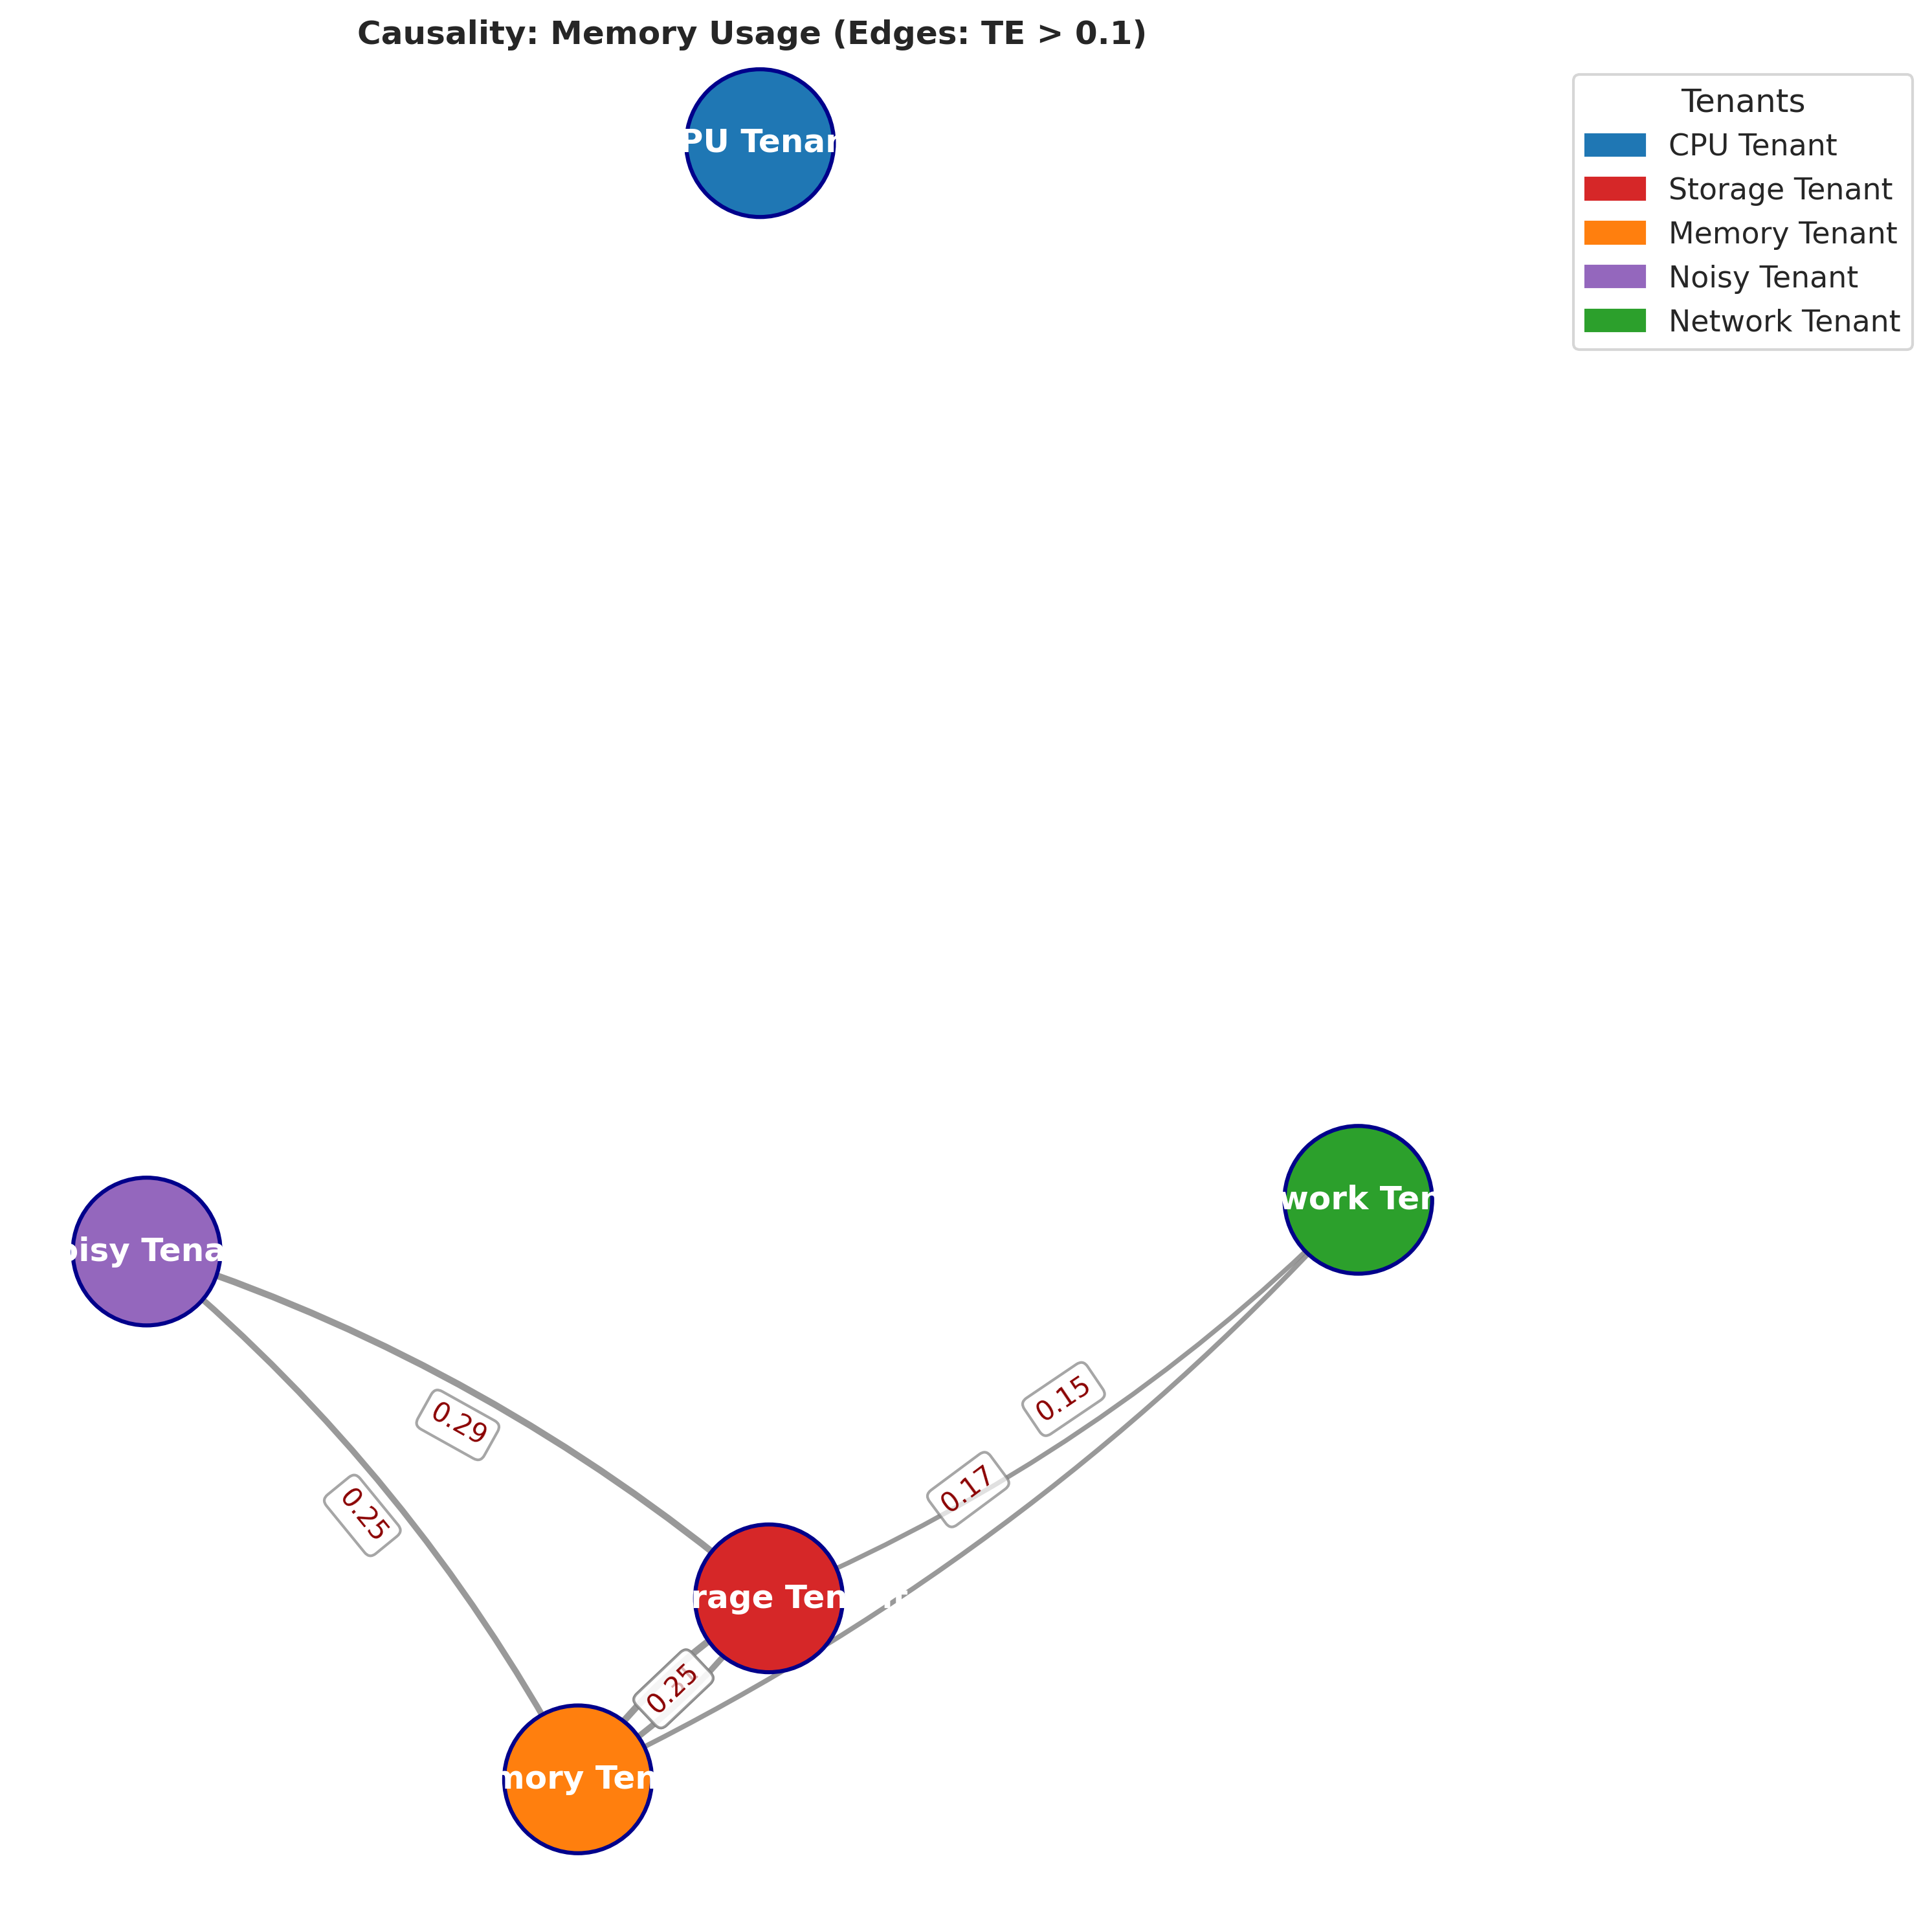 Causality: Memory Usage (Edges: TE > 0.1)
PU Tenan
Tenants
CPU Tenant
Storage Tenant
Memory Tenant
Noisy Tenant
Network Tenant
work Ten
oisy Tena
0.15
0.29
0.17
0.25
rage Ten
0.25
mory Ten